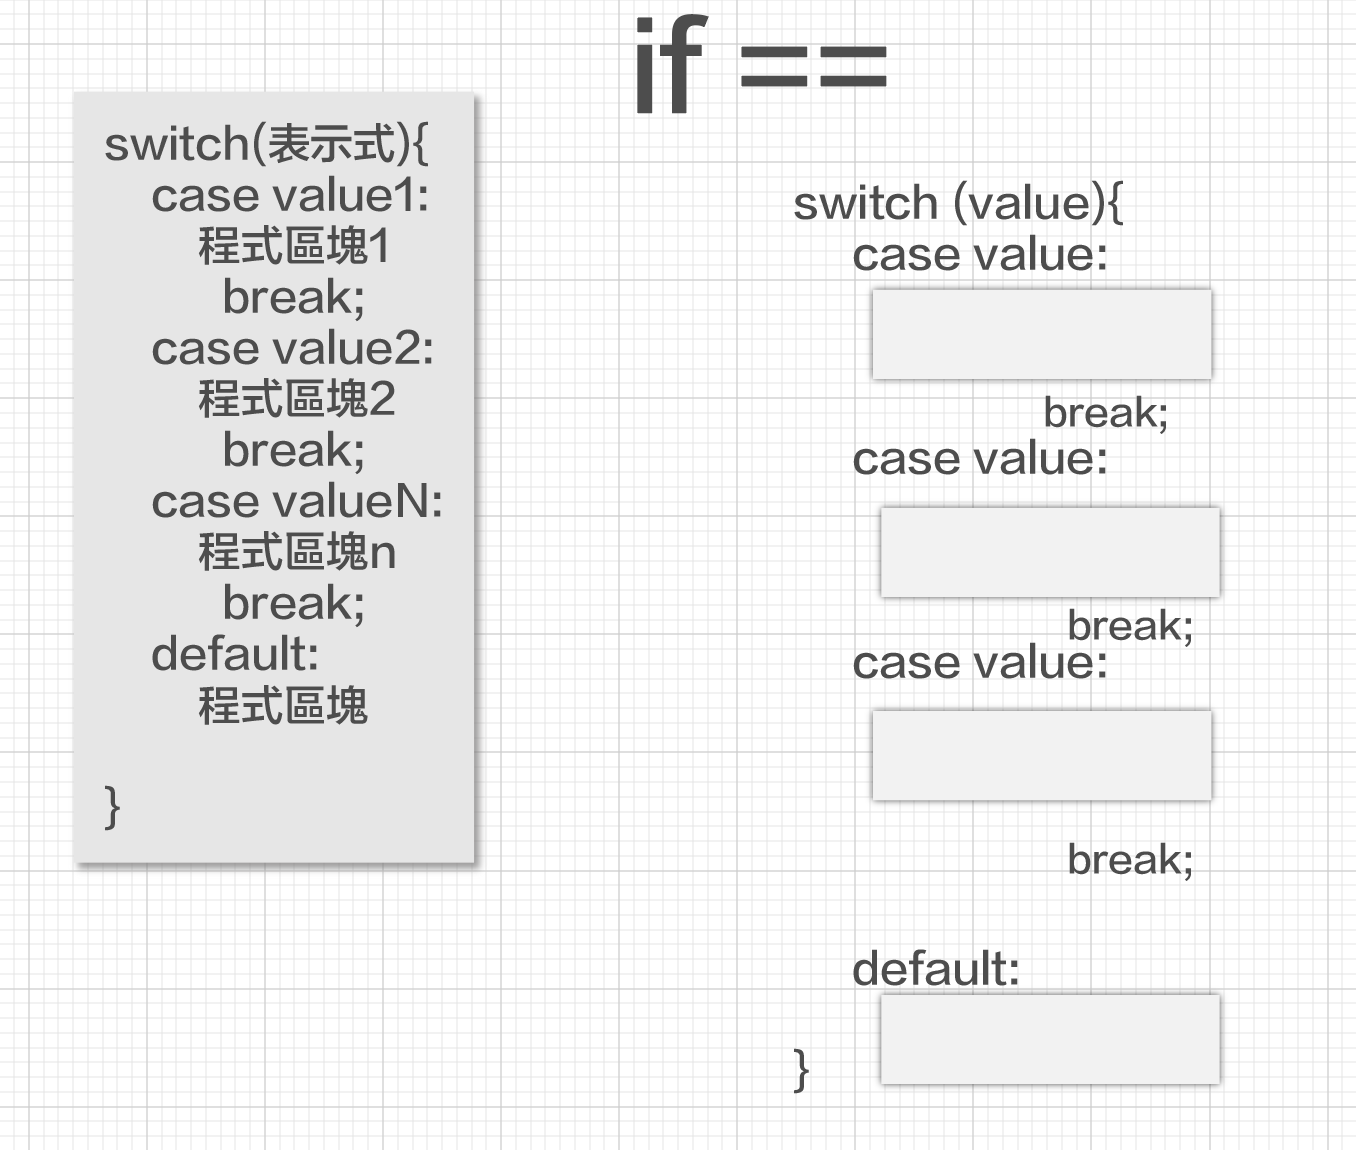 if ==
switch(表示式){
case value1:
程式區塊1
break;
case value2:
程式區塊2
break;
case valueN:
程式區塊n
break;
default:
程式區塊
}
switch (value){
case value:
break;
case value:
break;
case value:
break;
default:
}